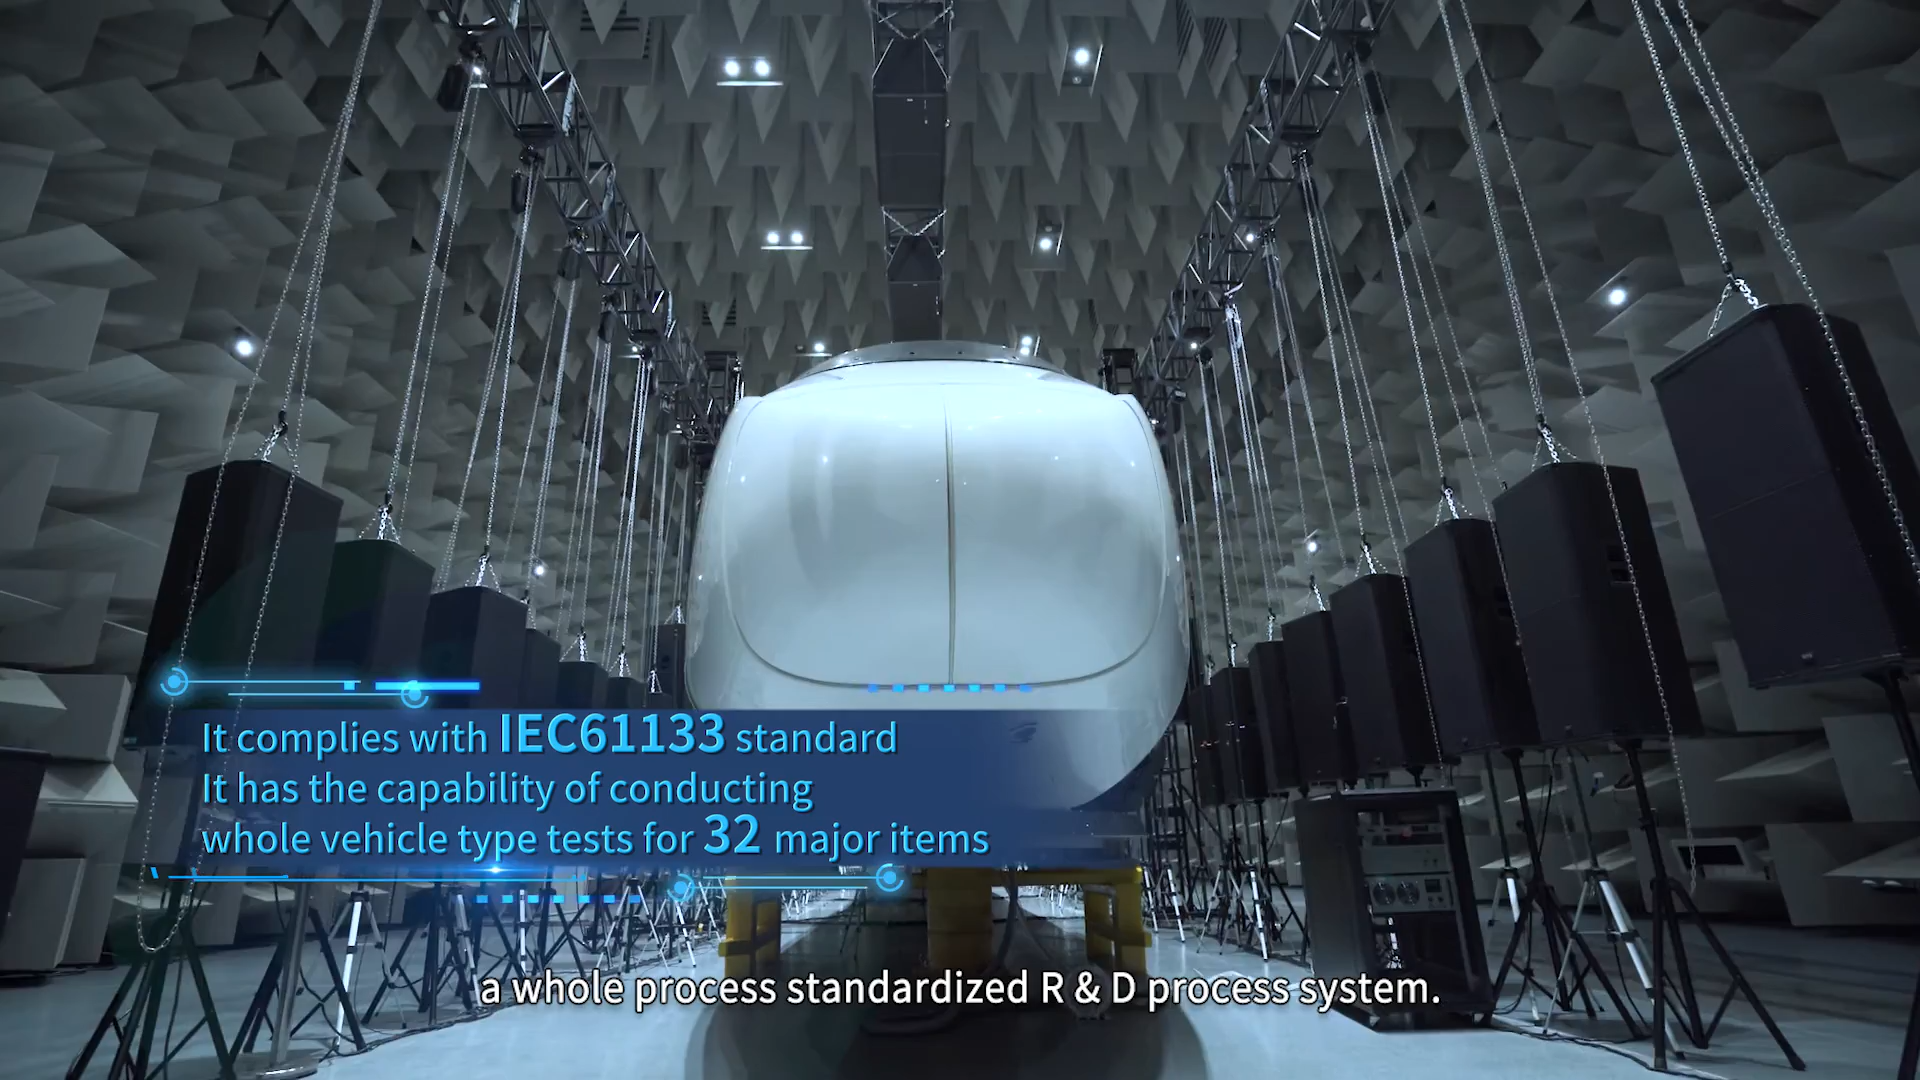 It complies with IEC61133 standard
It has the capability of conducting
whole vehicle type tests for 32 major items
a whole process standardized R & D process system.